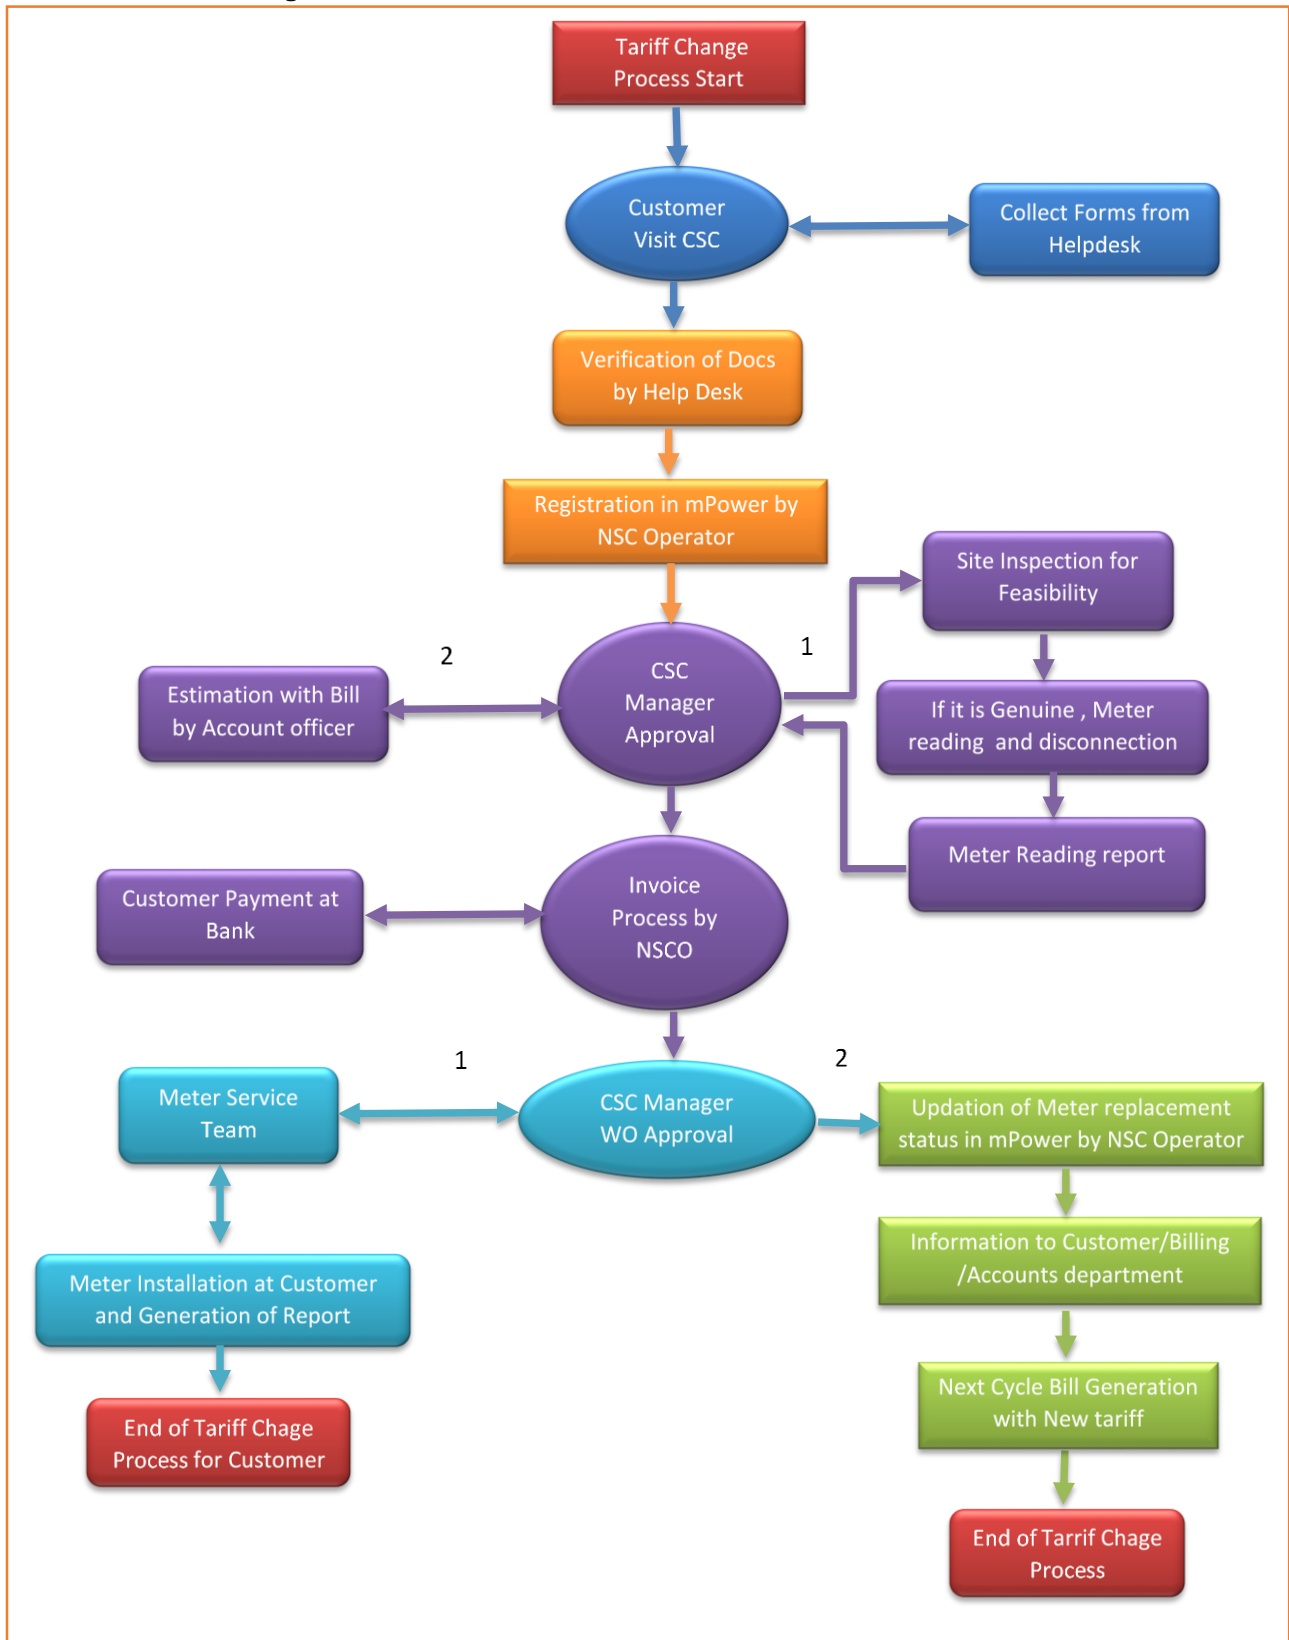 Tariff Change
Process Start
Customer
Visit CSC
Collect Forms from
Helpdesk
Verification of Docs
by Help Desk
Registration in mPower by
NSC Operator
Site Inspection for
Feasibility
1
2
CSC
Manager
Approval
Estimation with Bill
by Account officer
If it is Genuine , Meter
reading  and disconnection
Meter Reading report
Invoice
Process by
NSCO
Customer Payment at
Bank
1
2
CSC Manager
WO Approval
Meter Service
Team
Updation of Meter replacement
status in mPower by NSC Operator
Information to Customer/Billing
/Accounts department
Meter Installation at Customer
and Generation of Report
Next Cycle Bill Generation
with New tariff
End of Tariff Chage
Process for Customer
End of Tarrif Chage
Process